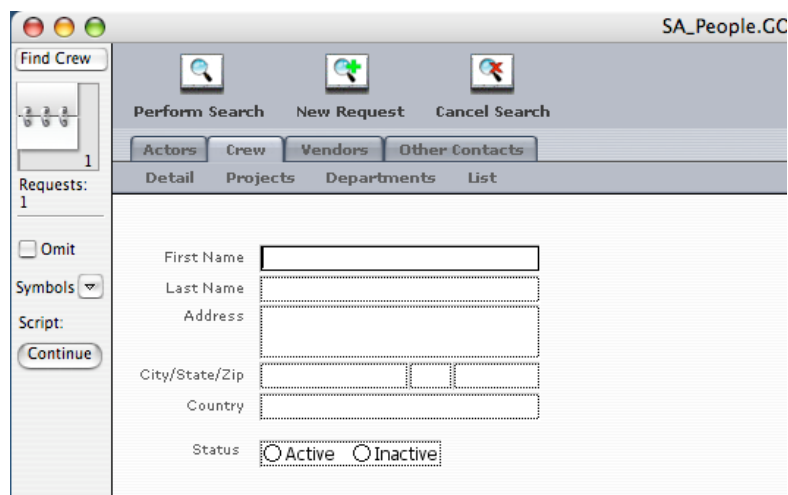 SA_People.GO
Find Crew
1
Requests:
1
Omit
Symbols
Script:
Continue
Perform Search New Request Cancel Search
Actors Crew Vendors Other Contacts
Detail Projects Departments List
First Name
Last Name
Address
City/State/Zip
Country
Status Active Inactive